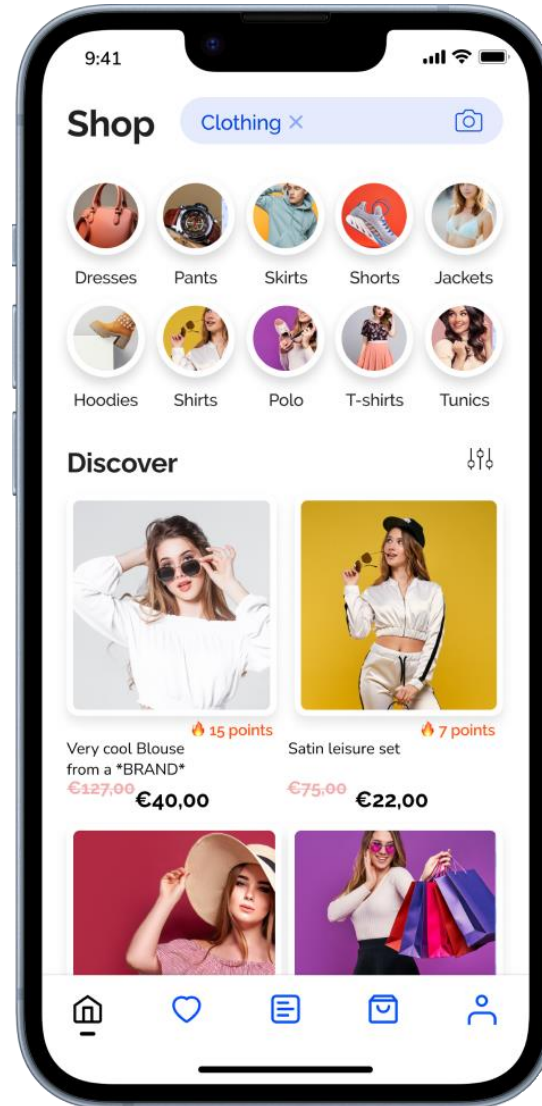 9:41
Shop
Clothing ×
Dresses Pants Skirts Shorts Jackets
Hoodies Shirts Polo T-shirts Tunics
Discover
🔥 15 points 🔥 7 points
Very cool Blouse Satin leisure set
from a *BRAND*
€127,00 €40,00 €75,00 €22,00